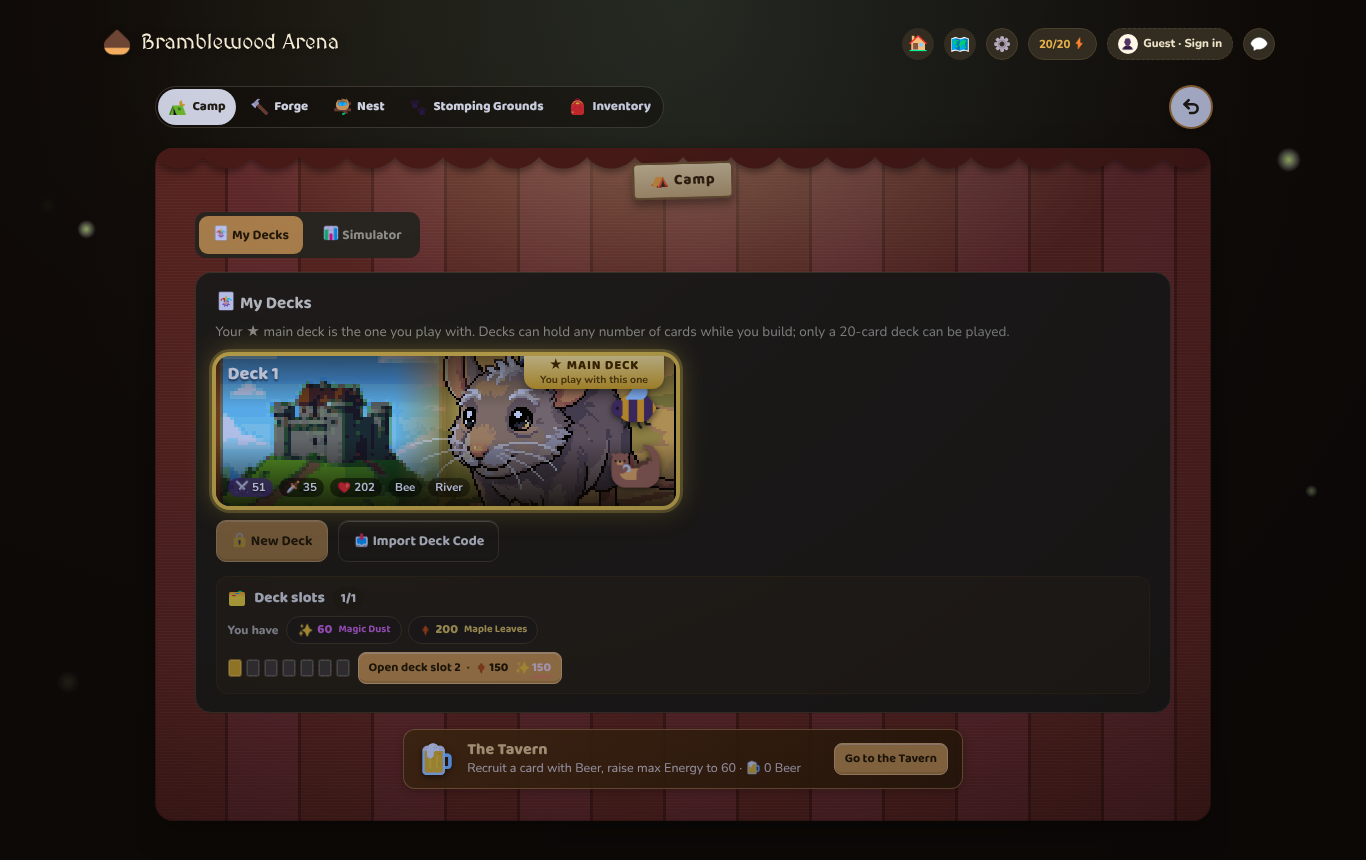 Bramblewood Arena
20/20
Guest · Sign in
Camp
Forge
Nest
Stomping Grounds
Inventory
Camp
My Decks
Simulator
My Decks
Your ★ main deck is the one you play with. Decks can hold any number of cards while you build; only a 20-card deck can be played.
Deck 1
★ MAIN DECK
You play with this one
51
35
202
Bee
River
New Deck
Import Deck Code
Deck slots 1/1
You have 60 Magic Dust 200 Maple Leaves
Open deck slot 2 · 150 150
The Tavern
Recruit a card with Beer, raise max Energy to 60 · 0 Beer
Go to the Tavern